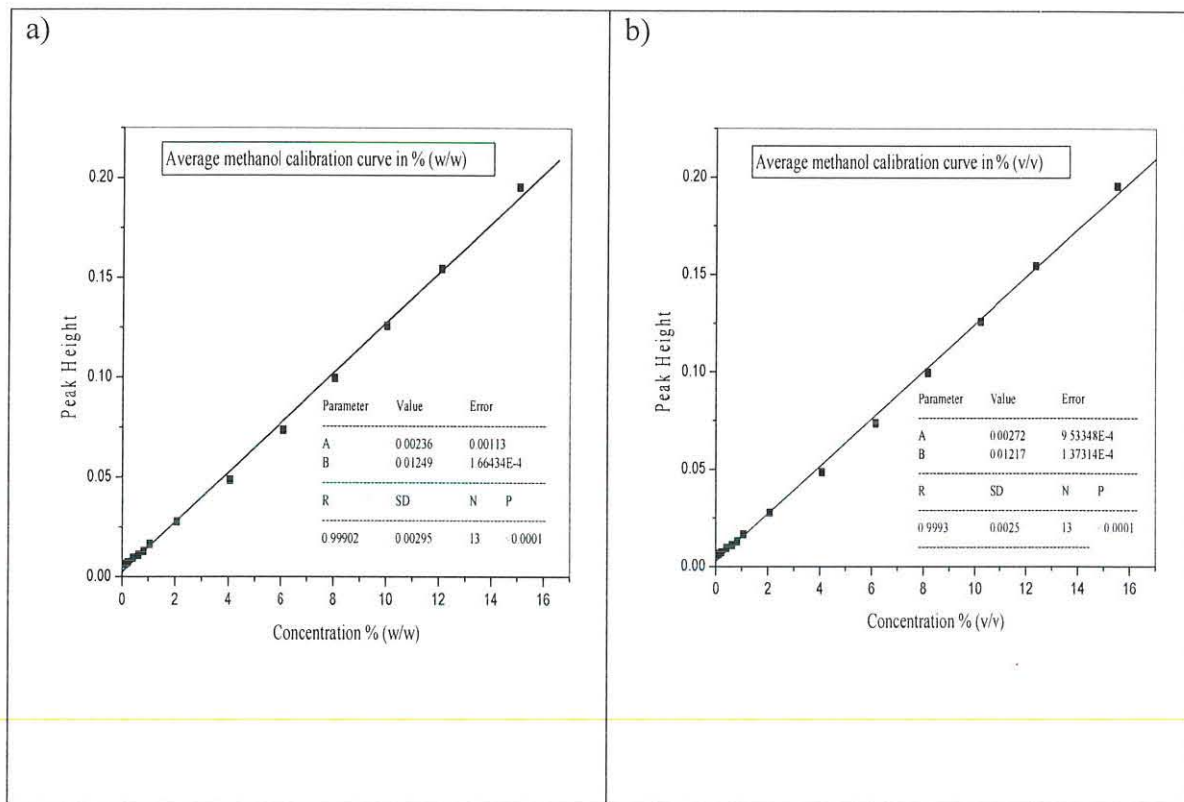 a)
Average methanol calibration curve in % (w/w)
0.20
0.15
0.10
0.05
0.00
Peak Height
Parameter Value Error
A 0.00236 0.00113
B 0.01249 1.66434E-4
R SD N P
0.99902 0.00295 13 <0.0001
0 2 4 6 8 10 12 14 16
Concentration % (w/w)
b)
Average methanol calibration curve in % (v/v)
0.20
0.15
0.10
0.05
0.00
Peak Height
Parameter Value Error
A 0.00272 9.53348E-4
B 0.01217 1.37314E-4
R SD N P
0.9993 0.0025 13 <0.0001
0 2 4 6 8 10 12 14 16
Concentration % (v/v)